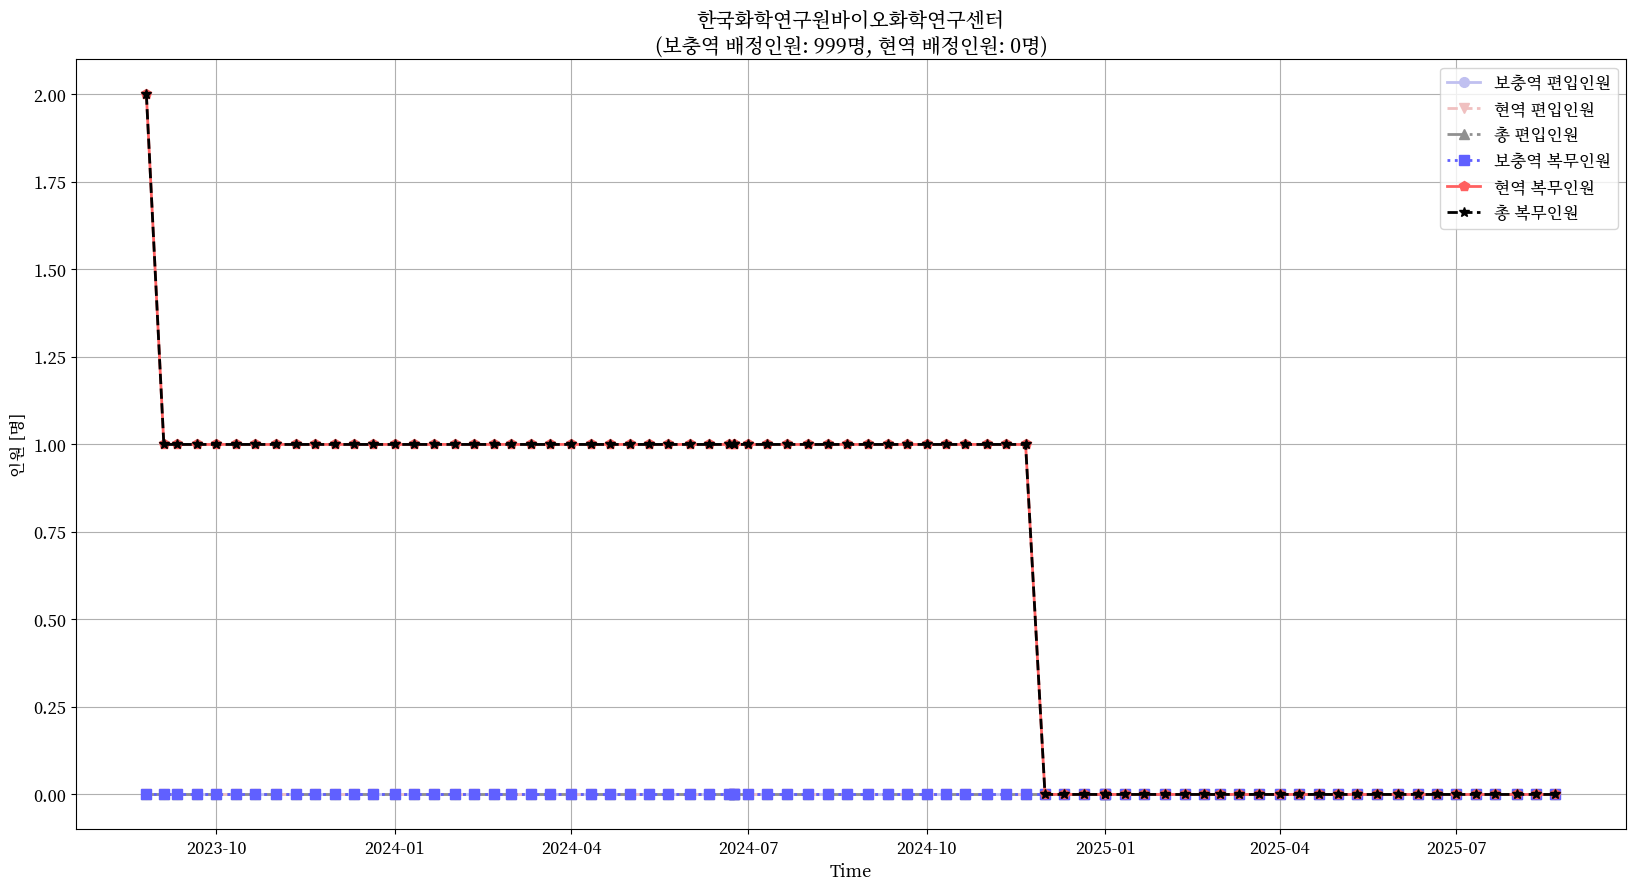 한국화학연구원바이오화학연구센터
(보충역 배정인원: 999명, 현역 배정인원: 0명)
보충역 편입인원
현역 편입인원
총 편입인원
보충역 복무인원
현역 복무인원
총 복무인원
인원 [명]
2.00
1.75
1.50
1.25
1.00
0.75
0.50
0.25
0.00
2023-10
2024-01
2024-04
2024-07
2024-10
2025-01
2025-04
2025-07
Time